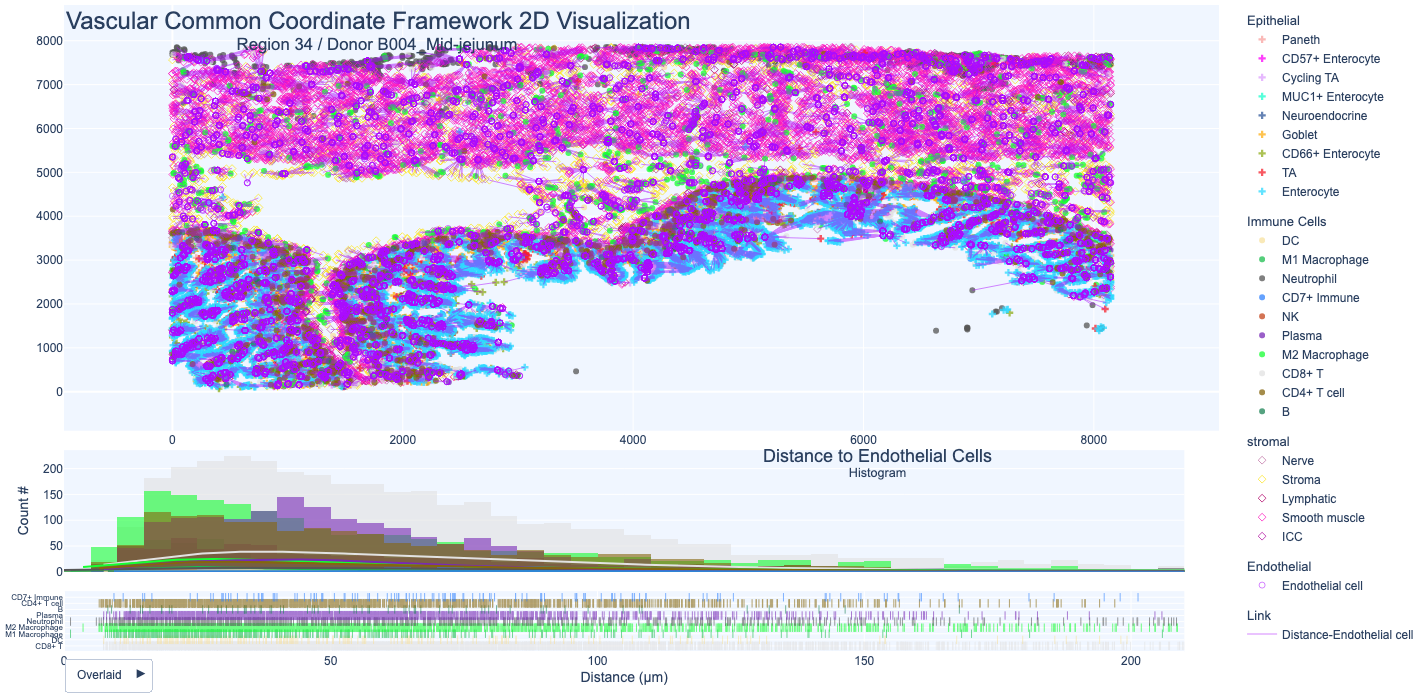 Vascular Common Coordinate Framework 2D Visualization
Region 34 / Donor B004_Mid-jejunum
8000
7000
6000
5000
4000
3000
2000
1000
0
0 2000 4000 6000 8000
Distance to Endothelial Cells
Histogram
Count #
200
150
100
50
0
CD7+ Immune
CD4+ T cell
B
Plasma
Neutrophil
M2 Macrophage
M1 Macrophage
DC
CD8+ T
0 50 100 150 200
Distance (μm)
Overlaid ▶
Epithelial
Paneth
CD57+ Enterocyte
Cycling TA
MUC1+ Enterocyte
Neuroendocrine
Goblet
CD66+ Enterocyte
TA
Enterocyte
Immune Cells
DC
M1 Macrophage
Neutrophil
CD7+ Immune
NK
Plasma
M2 Macrophage
CD8+ T
CD4+ T cell
B
stromal
Nerve
Stroma
Lymphatic
Smooth muscle
ICC
Endothelial
Endothelial cell
Link
Distance-Endothelial cell